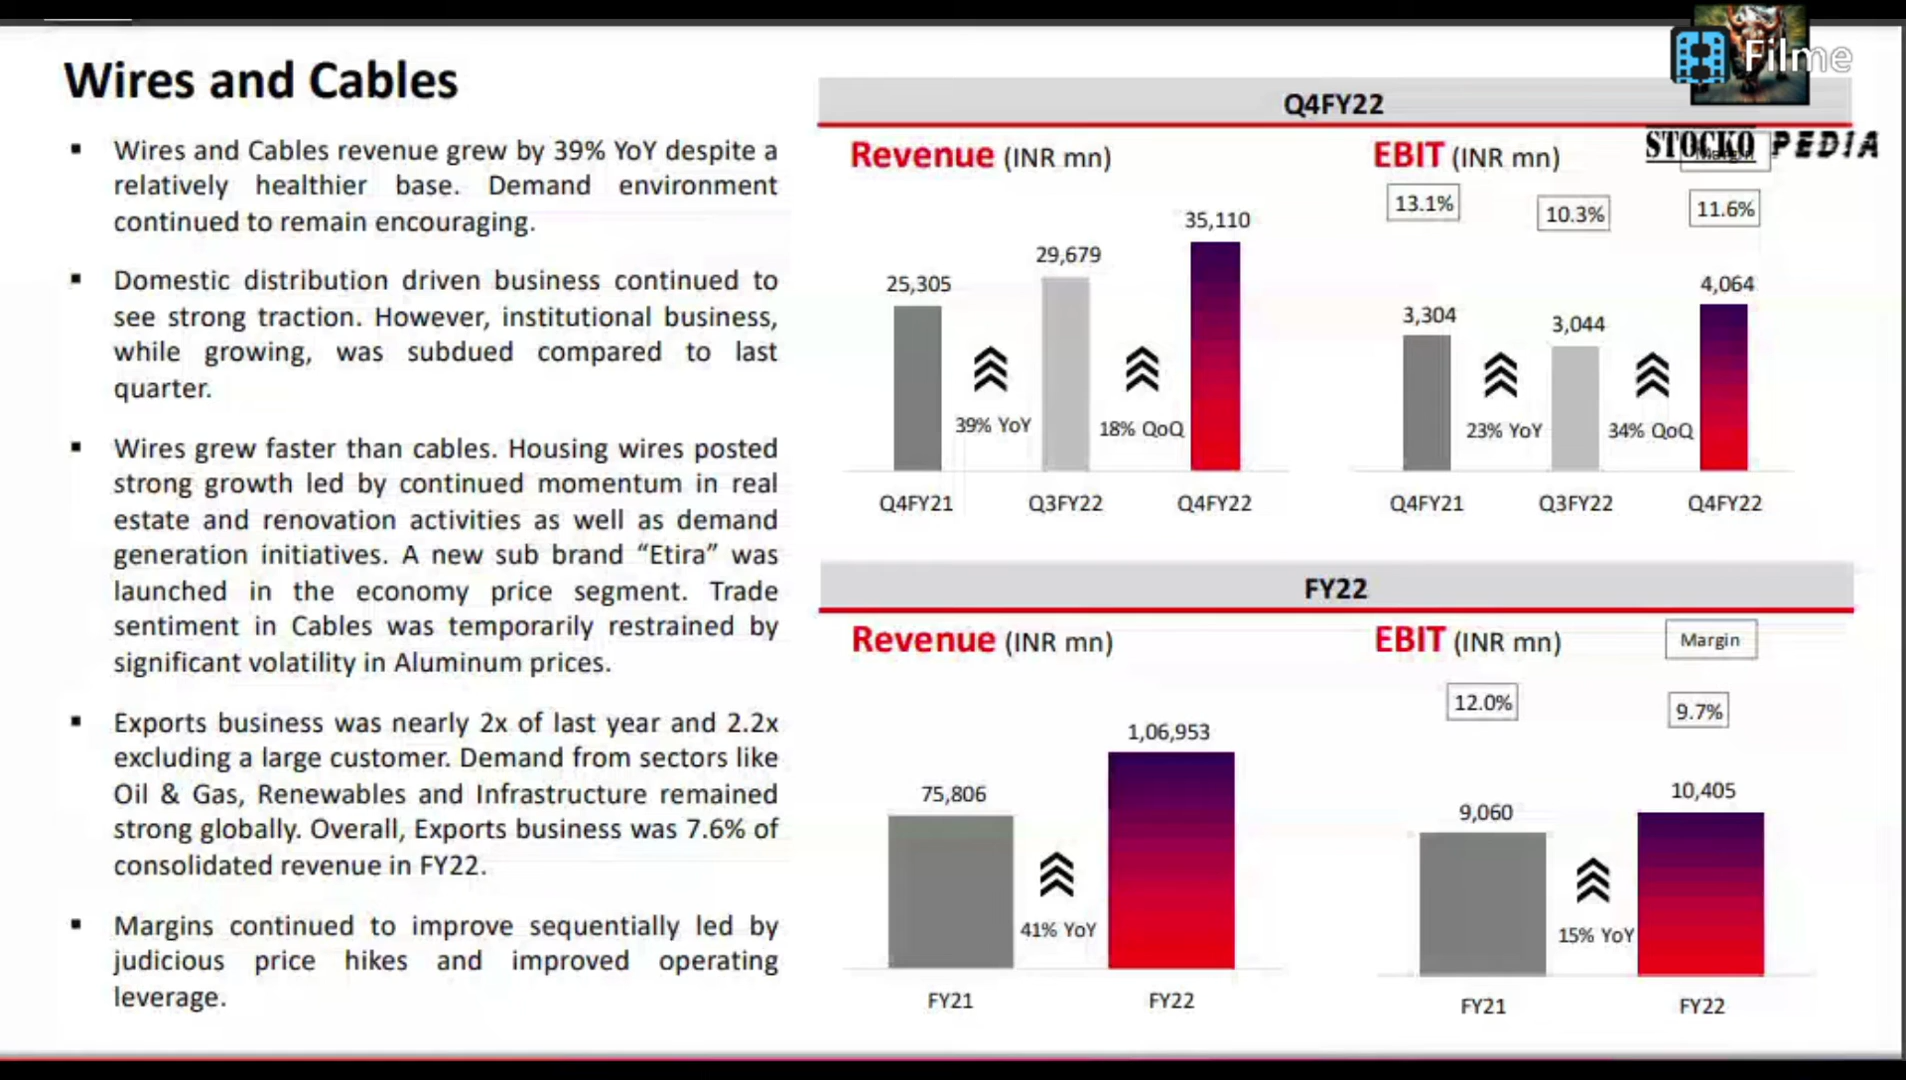 Wires and Cables
▪ Wires and Cables revenue grew by 39% YoY despite a
relatively healthier base. Demand environment
continued to remain encouraging.
▪ Domestic distribution driven business continued to
see strong traction. However, institutional business,
while growing, was subdued compared to last
quarter.
▪ Wires grew faster than cables. Housing wires posted
strong growth led by continued momentum in real
estate and renovation activities as well as demand
generation initiatives. A new sub brand “Etira” was
launched in the economy price segment. Trade
sentiment in Cables was temporarily restrained by
significant volatility in Aluminum prices.
▪ Exports business was nearly 2x of last year and 2.2x
excluding a large customer. Demand from sectors like
Oil & Gas, Renewables and Infrastructure remained
strong globally. Overall, Exports business was 7.6% of
consolidated revenue in FY22.
▪ Margins continued to improve sequentially led by
judicious price hikes and improved operating
leverage.
Filme
STOCKO PEDIA
Q4FY22
Revenue (INR mn)
25,305
29,679
35,110
39% YoY
18% QoQ
Q4FY21
Q3FY22
Q4FY22
EBIT (INR mn)
Margin
13.1%
10.3%
11.6%
3,304
3,044
4,064
23% YoY
34% QoQ
Q4FY21
Q3FY22
Q4FY22
FY22
Revenue (INR mn)
75,806
1,06,953
41% YoY
FY21
FY22
EBIT (INR mn)
Margin
12.0%
9.7%
9,060
10,405
15% YoY
FY21
FY22